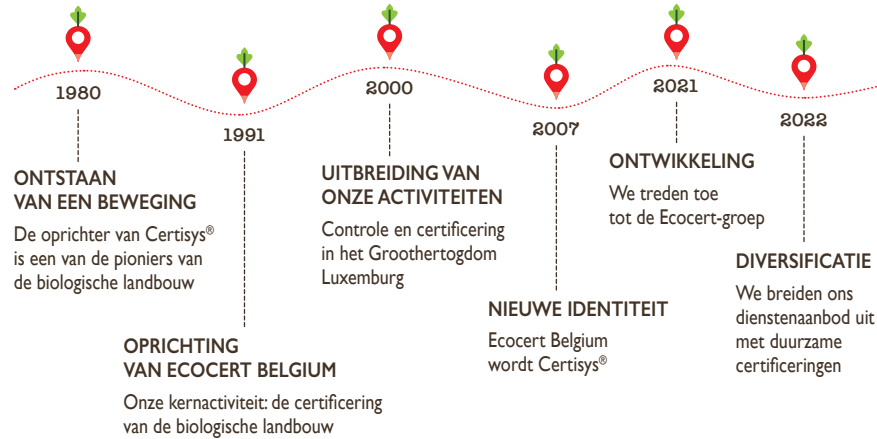 1980
ONTSTAAN
VAN EEN BEWEGING
De oprichter van Certisys®
is een van de pioniers van
de biologische landbouw
1991
OPRICHTING
VAN ECOCERT BELGIUM
Onze kernactiviteit: de certificering
van de biologische landbouw
2000
UITBREIDING VAN
ONZE ACTIVITEITEN
Controle en certificering
in het Groothertogdom
Luxemburg
2007
NIEUWE IDENTITEIT
Ecocert Belgium
wordt Certisys®
2021
ONTWIKKELING
We treden toe
tot de Ecocert-groep
2022
DIVERSIFICATIE
We breiden ons
dienstenaanbod uit
met duurzame
certificeringen